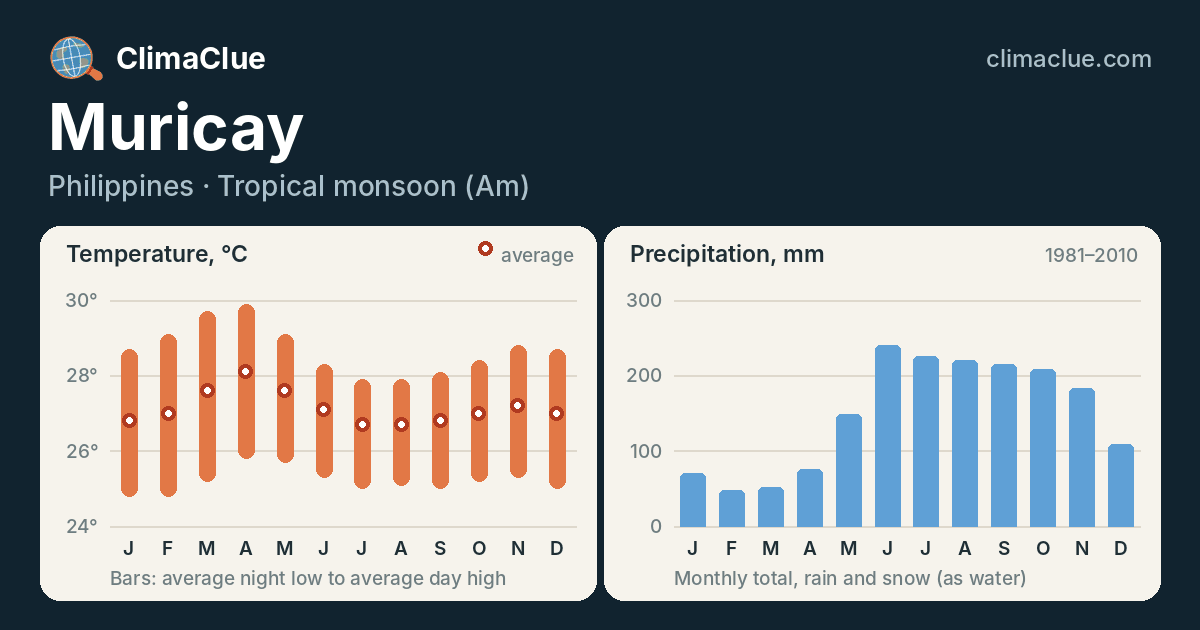 ClimaClue
climaclue.com
Muricay
Philippines · Tropical monsoon (Am)
Temperature, °C
average
30°
28°
26°
24°
J F M A M J J A S O N D
Bars: average night low to average day high
Precipitation, mm
1981–2010
300
200
100
0
J F M A M J J A S O N D
Monthly total, rain and snow (as water)